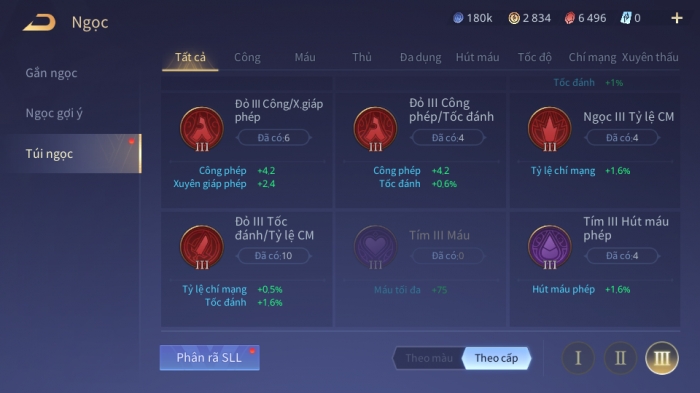 Ngọc
180k 2 834 6 496 0 +
Tất cả Công Máu Thủ Đa dụng Hút máu Tốc độ Chí mạng Xuyên thấu
Gắn ngọc
Ngọc gợi ý
Túi ngọc
Tốc đánh +1%
Đỏ III Công/X.giáp
phép
Đã có:6
III
Công phép +4.2
Xuyên giáp phép +2.4
Đỏ III Công
phép/Tốc đánh
Đã có:4
III
Công phép +4.2
Tốc đánh +0.6%
Ngọc III Tỷ lệ CM
Đã có:4
III
Tỷ lệ chí mạng +1.6%
Đỏ III Tốc
đánh/Tỷ lệ CM
Đã có:10
III
Tỷ lệ chí mạng +0.5%
Tốc đánh +1.6%
Tím III Máu
Đã có:0
III
Máu tối đa +75
Tím III Hút máu
phép
Đã có:4
III
Hút máu phép +1.6%
Phân rã SLL
Theo màu Theo cấp
I II III